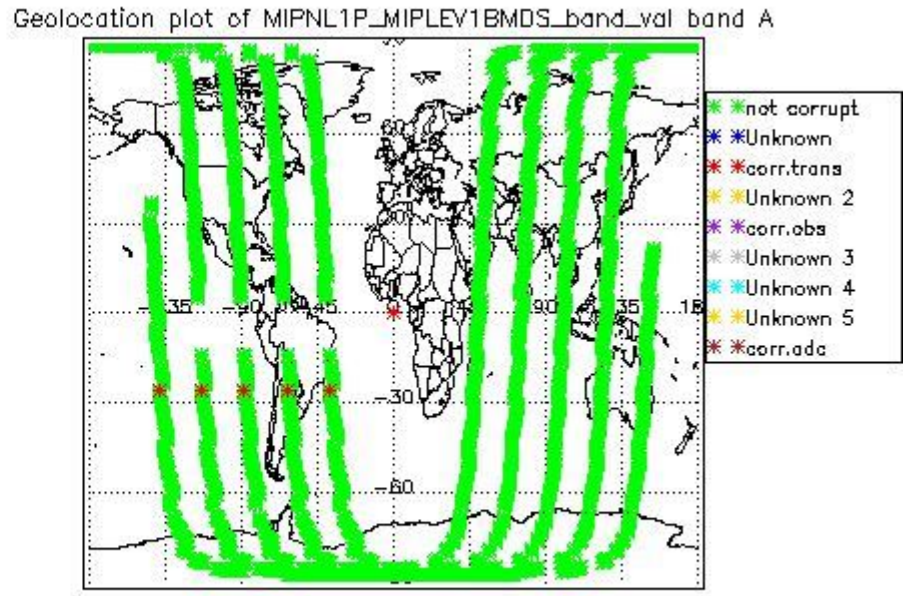 Geolocation plot of MIPNL1P_MIPLEV1BMDS_band_val band A
not corrupt
Unknown
corr.trans
Unknown 2
corr.obs
Unknown 3
Unknown 4
Unknown 5
corr.adc
-30
-60